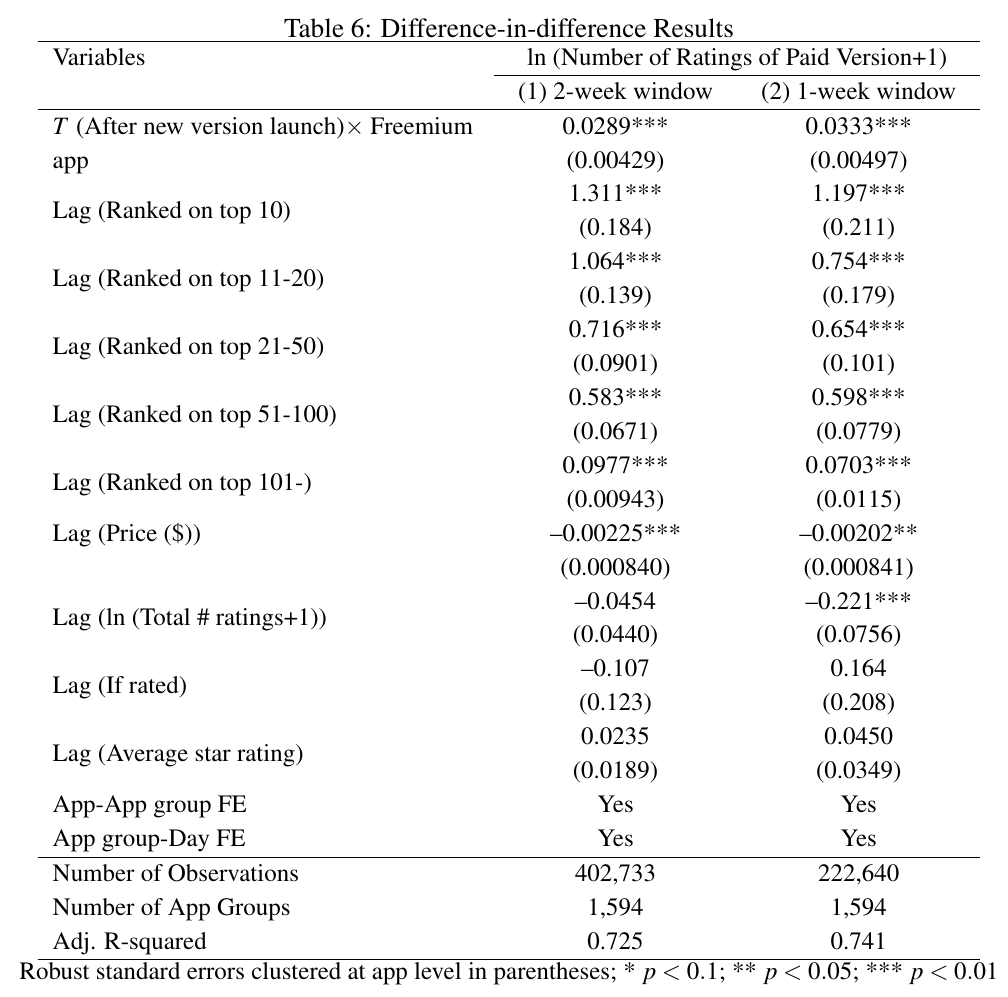 Table 6: Difference-in-difference Results
Variables ln (Number of Ratings of Paid Version+1)
(1) 2-week window (2) 1-week window
T (After new version launch)× Freemium 0.0289*** 0.0333***
app (0.00429) (0.00497)
Lag (Ranked on top 10) 1.311*** 1.197***
(0.184) (0.211)
Lag (Ranked on top 11-20) 1.064*** 0.754***
(0.139) (0.179)
Lag (Ranked on top 21-50) 0.716*** 0.654***
(0.0901) (0.101)
Lag (Ranked on top 51-100) 0.583*** 0.598***
(0.0671) (0.0779)
Lag (Ranked on top 101-) 0.0977*** 0.0703***
(0.00943) (0.0115)
Lag (Price ($)) –0.00225*** –0.00202**
(0.000840) (0.000841)
Lag (ln (Total # ratings+1)) –0.0454 –0.221***
(0.0440) (0.0756)
Lag (If rated) –0.107 0.164
(0.123) (0.208)
Lag (Average star rating) 0.0235 0.0450
(0.0189) (0.0349)
App-App group FE Yes Yes
App group-Day FE Yes Yes
Number of Observations 402,733 222,640
Number of App Groups 1,594 1,594
Adj. R-squared 0.725 0.741
Robust standard errors clustered at app level in parentheses; * p < 0.1; ** p < 0.05; *** p < 0.01